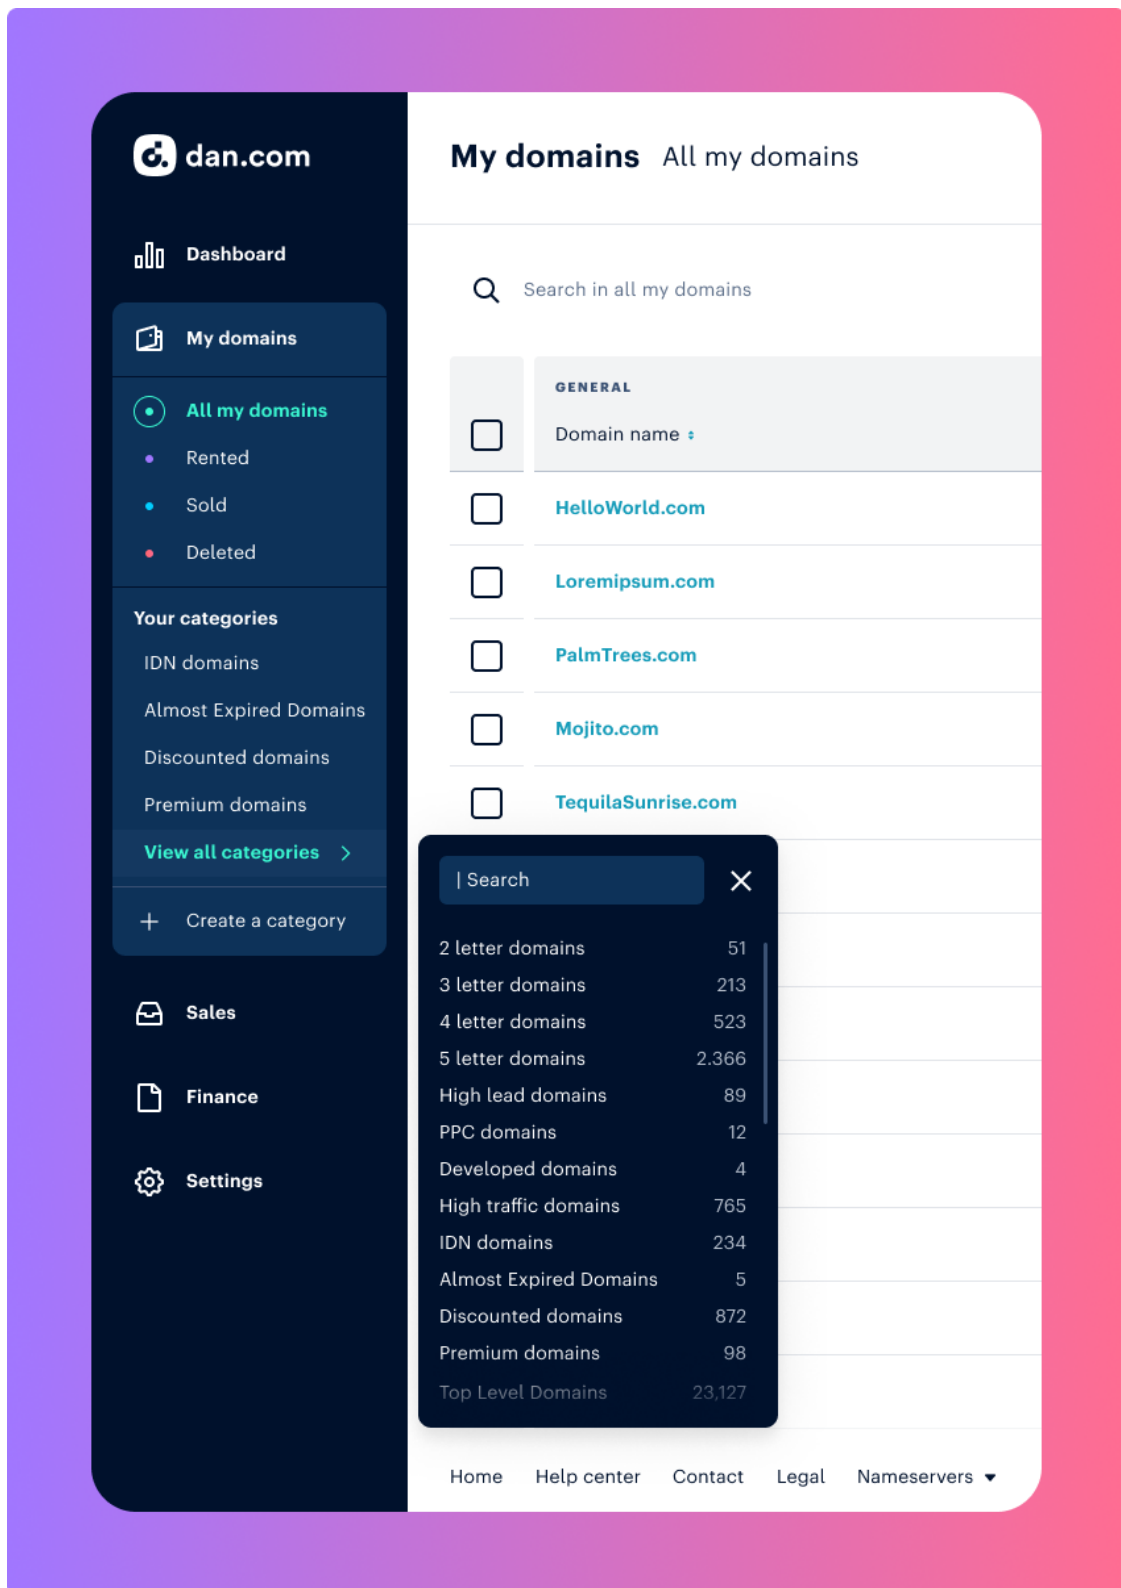 dan.com
Dashboard
My domains
All my domains
Rented
Sold
Deleted
Your categories
IDN domains
Almost Expired Domains
Discounted domains
Premium domains
View all categories
Create a category
Sales
Finance
Settings
My domains All my domains
Search in all my domains
GENERAL
Domain name
HelloWorld.com
Loremipsum.com
PalmTrees.com
Mojito.com
TequilaSunrise.com
| Search
2 letter domains 51
3 letter domains 213
4 letter domains 523
5 letter domains 2.366
High lead domains 89
PPC domains 12
Developed domains 4
High traffic domains 765
IDN domains 234
Almost Expired Domains 5
Discounted domains 872
Premium domains 98
Top Level Domains 23,127
Home Help center Contact Legal Nameservers